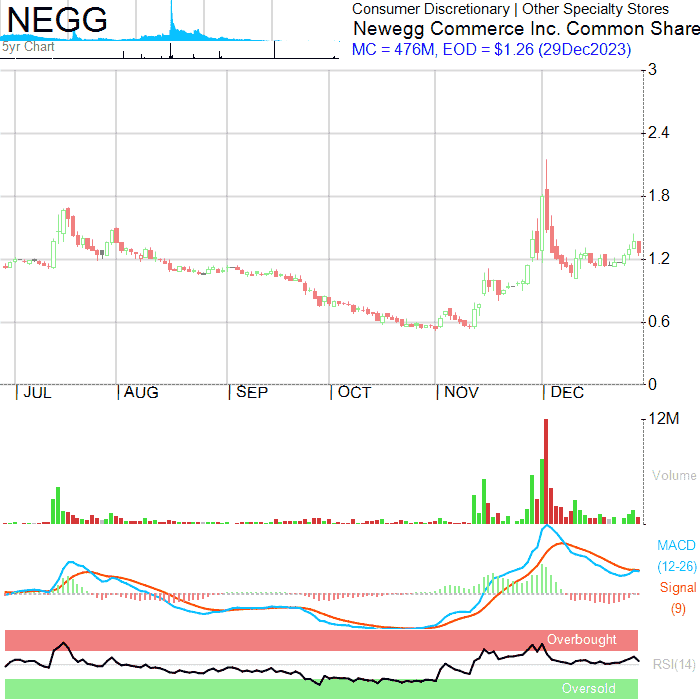 NEGG
5yr Chart
Consumer Discretionary | Other Specialty Stores
Newegg Commerce Inc. Common Share
MC = 476M, EOD = $1.26 (29Dec2023)
3
2.4
1.8
1.2
0.6
0
| JUL | AUG | SEP | OCT | NOV | DEC
12M
Volume
MACD
(12-26)
Signal
(9)
Overbought
RSI(14)
Oversold